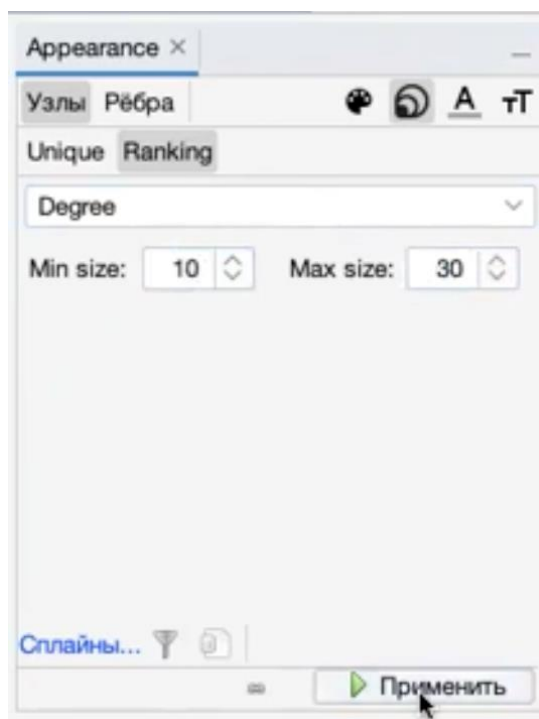 Appearance ×
Узлы Рёбра A тT
Unique Ranking
Degree
Min size: 10 Max size: 30
Сплайны...
Применить